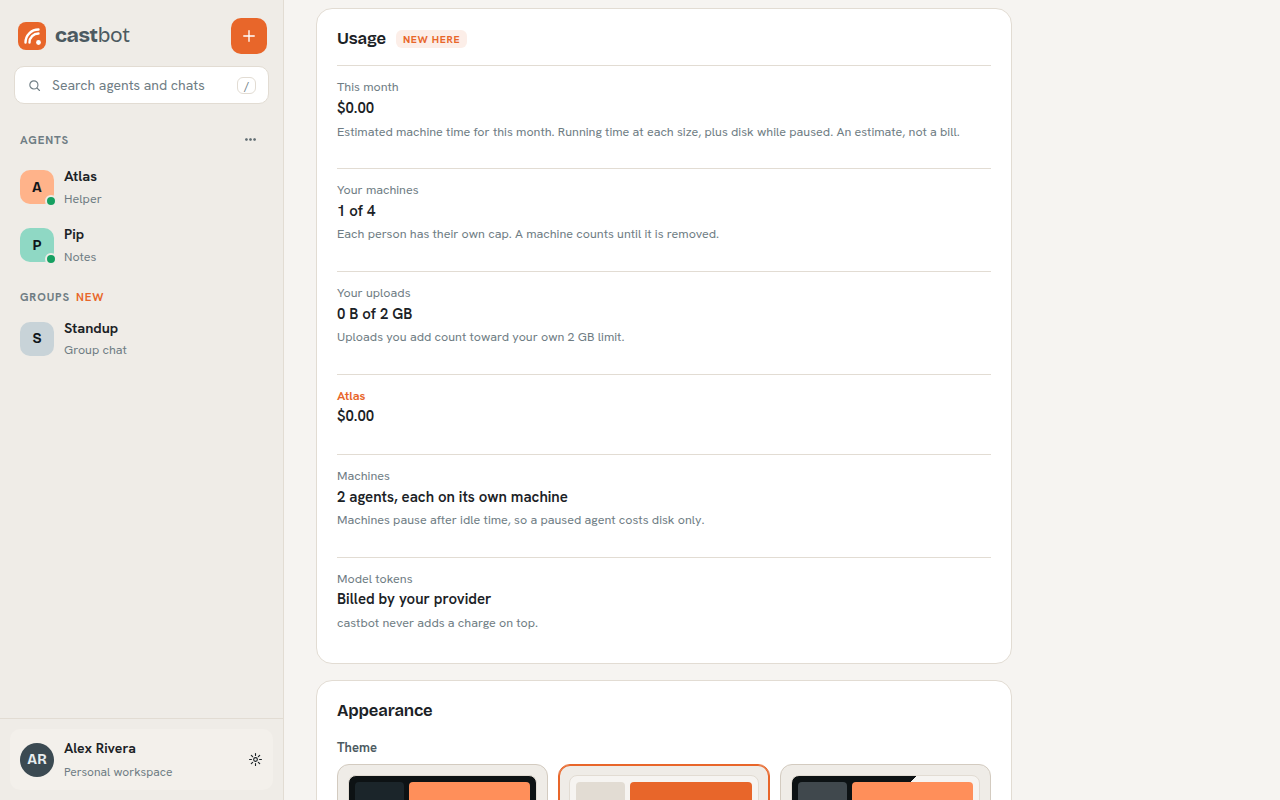 castbot
Search agents and chats /
AGENTS
A
Atlas
Helper
P
Pip
Notes
GROUPS NEW
S
Standup
Group chat
AR
Alex Rivera
Personal workspace
Usage NEW HERE
This month
$0.00
Estimated machine time for this month. Running time at each size, plus disk while paused. An estimate, not a bill.
Your machines
1 of 4
Each person has their own cap. A machine counts until it is removed.
Your uploads
0 B of 2 GB
Uploads you add count toward your own 2 GB limit.
Atlas
$0.00
Machines
2 agents, each on its own machine
Machines pause after idle time, so a paused agent costs disk only.
Model tokens
Billed by your provider
castbot never adds a charge on top.
Appearance
Theme